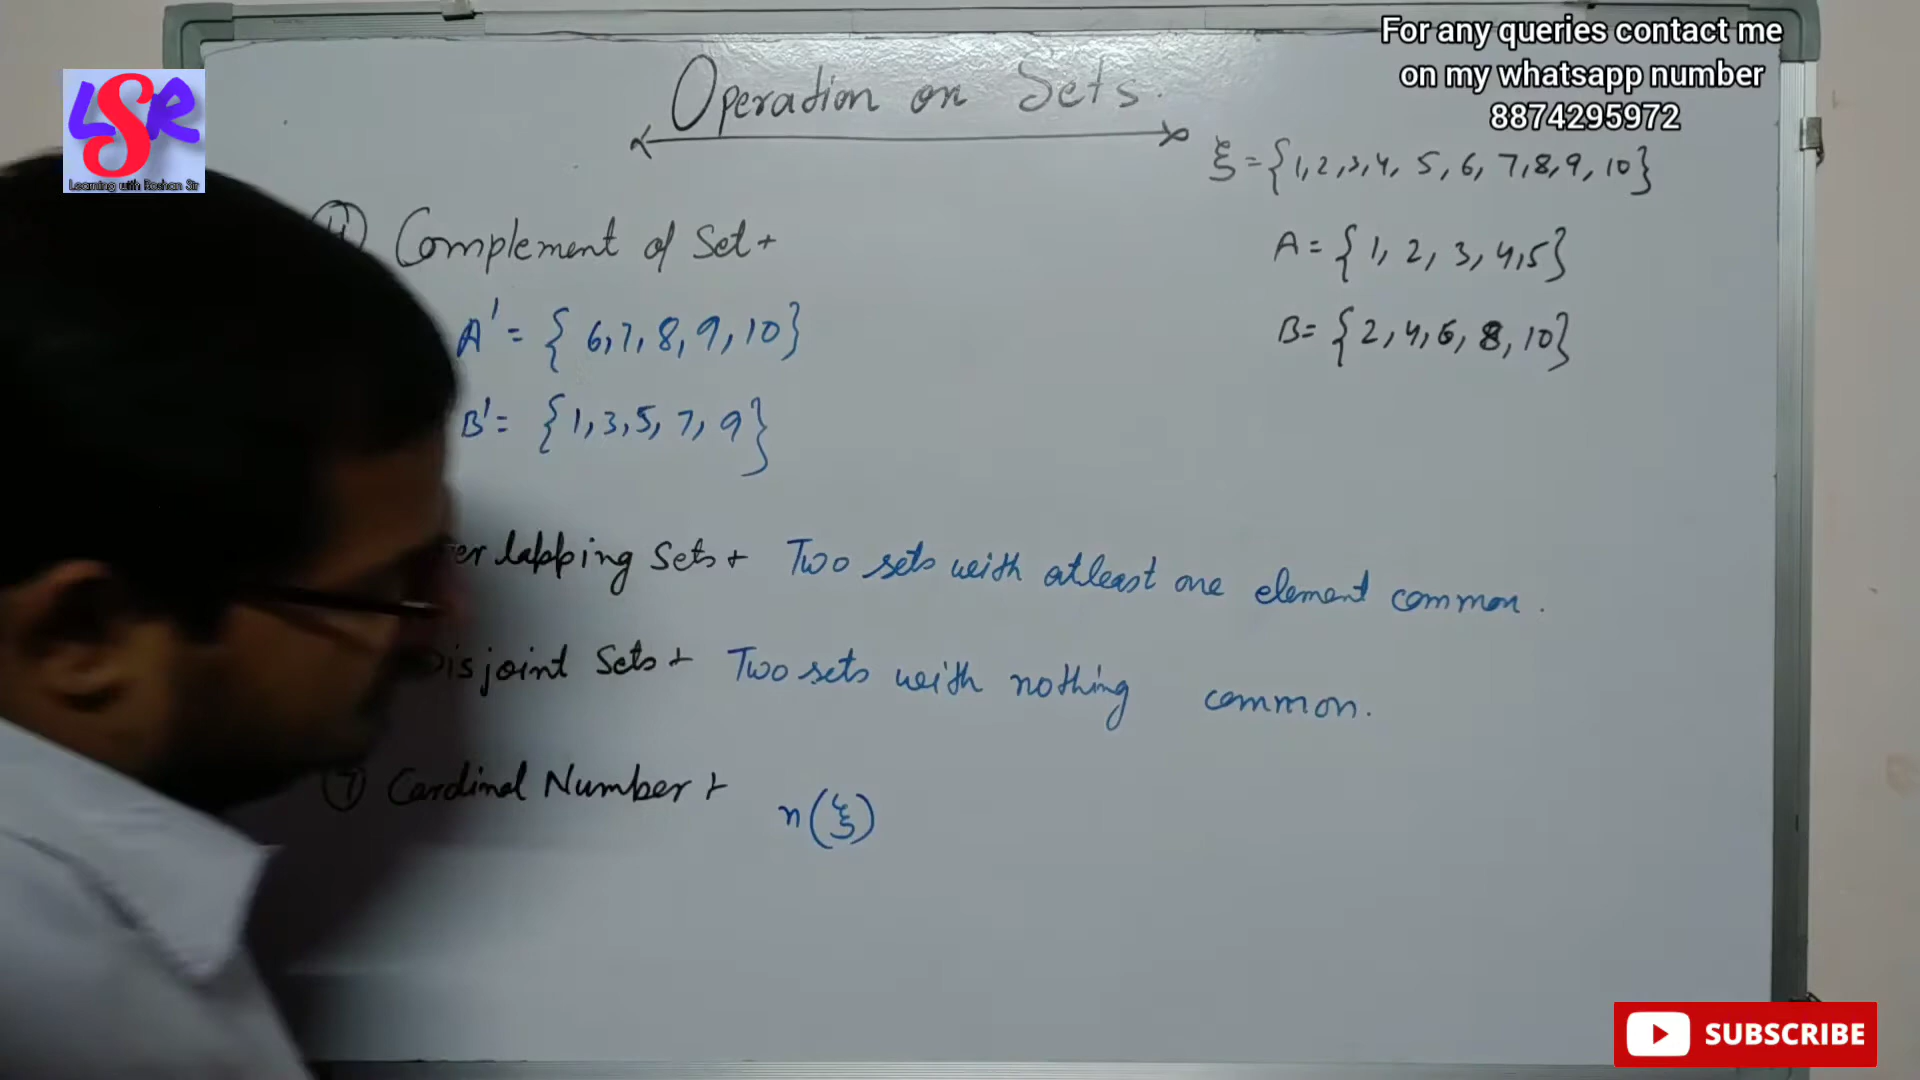 For any queries contact me
on my whatsapp number
8874295972
LSR
Learning with Roshan Sir
Operation on Sets.
ξ = {1,2,3,4, 5, 6, 7,8,9, 10}
A = { 1, 2, 3, 4,5}
B= {2,4,6, 8, 10}
Complement of Set
A' = { 6,7,8,9,10}
B' = {1,3,5, 7, 9}
lapping Sets Two sets with atleast one element common.
Disjoint Sets Two sets with nothing common.
⑦ Cardinal Number n(ξ)
SUBSCRIBE